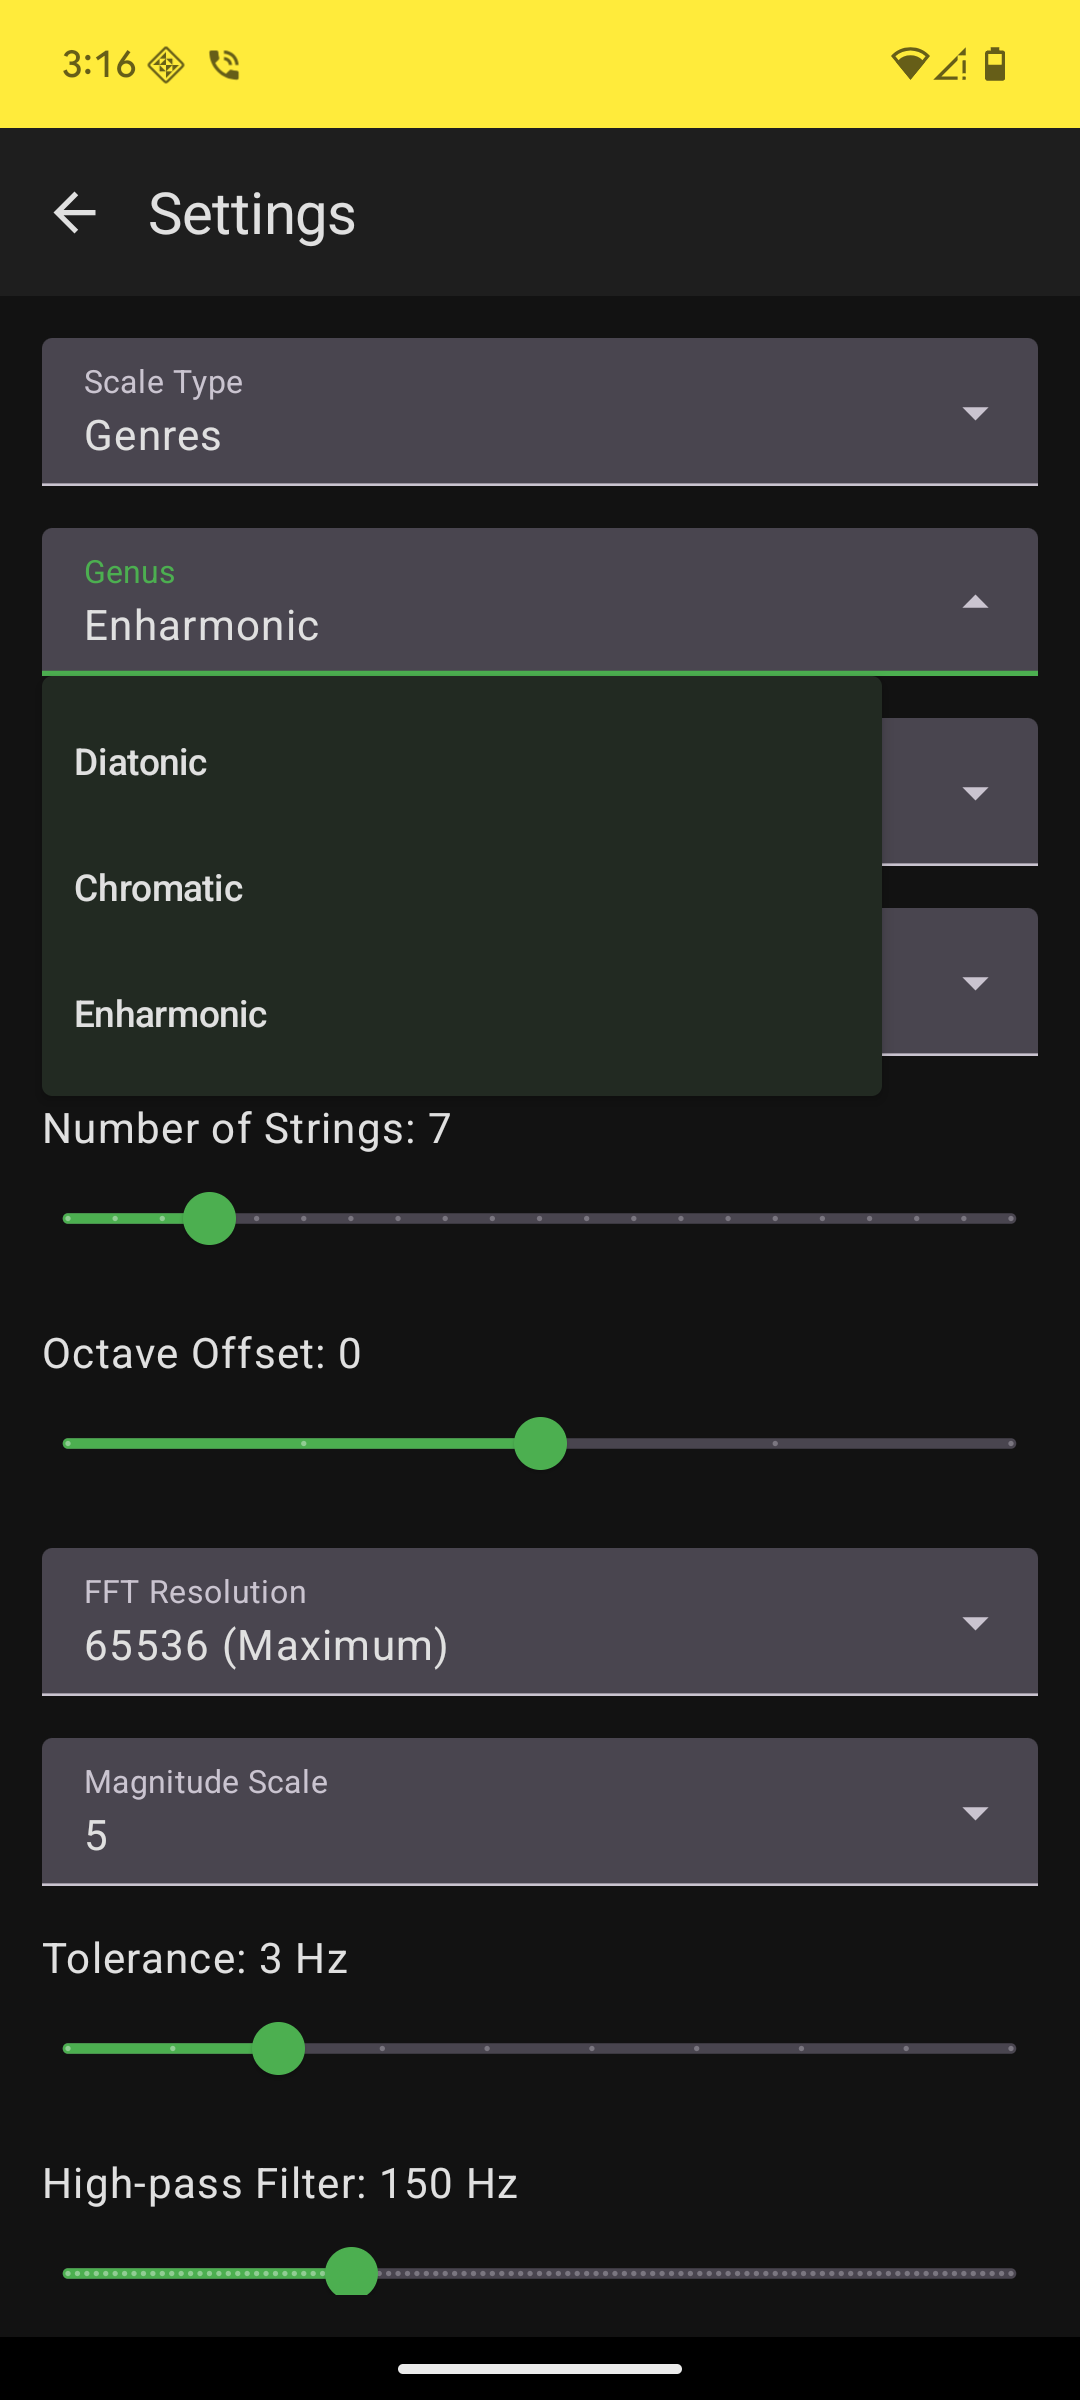 3:16
Settings
Scale Type
Genres
Genus
Enharmonic
Diatonic
Chromatic
Enharmonic
Number of Strings: 7
Octave Offset: 0
FFT Resolution
65536 (Maximum)
Magnitude Scale
5
Tolerance: 3 Hz
High-pass Filter: 150 Hz